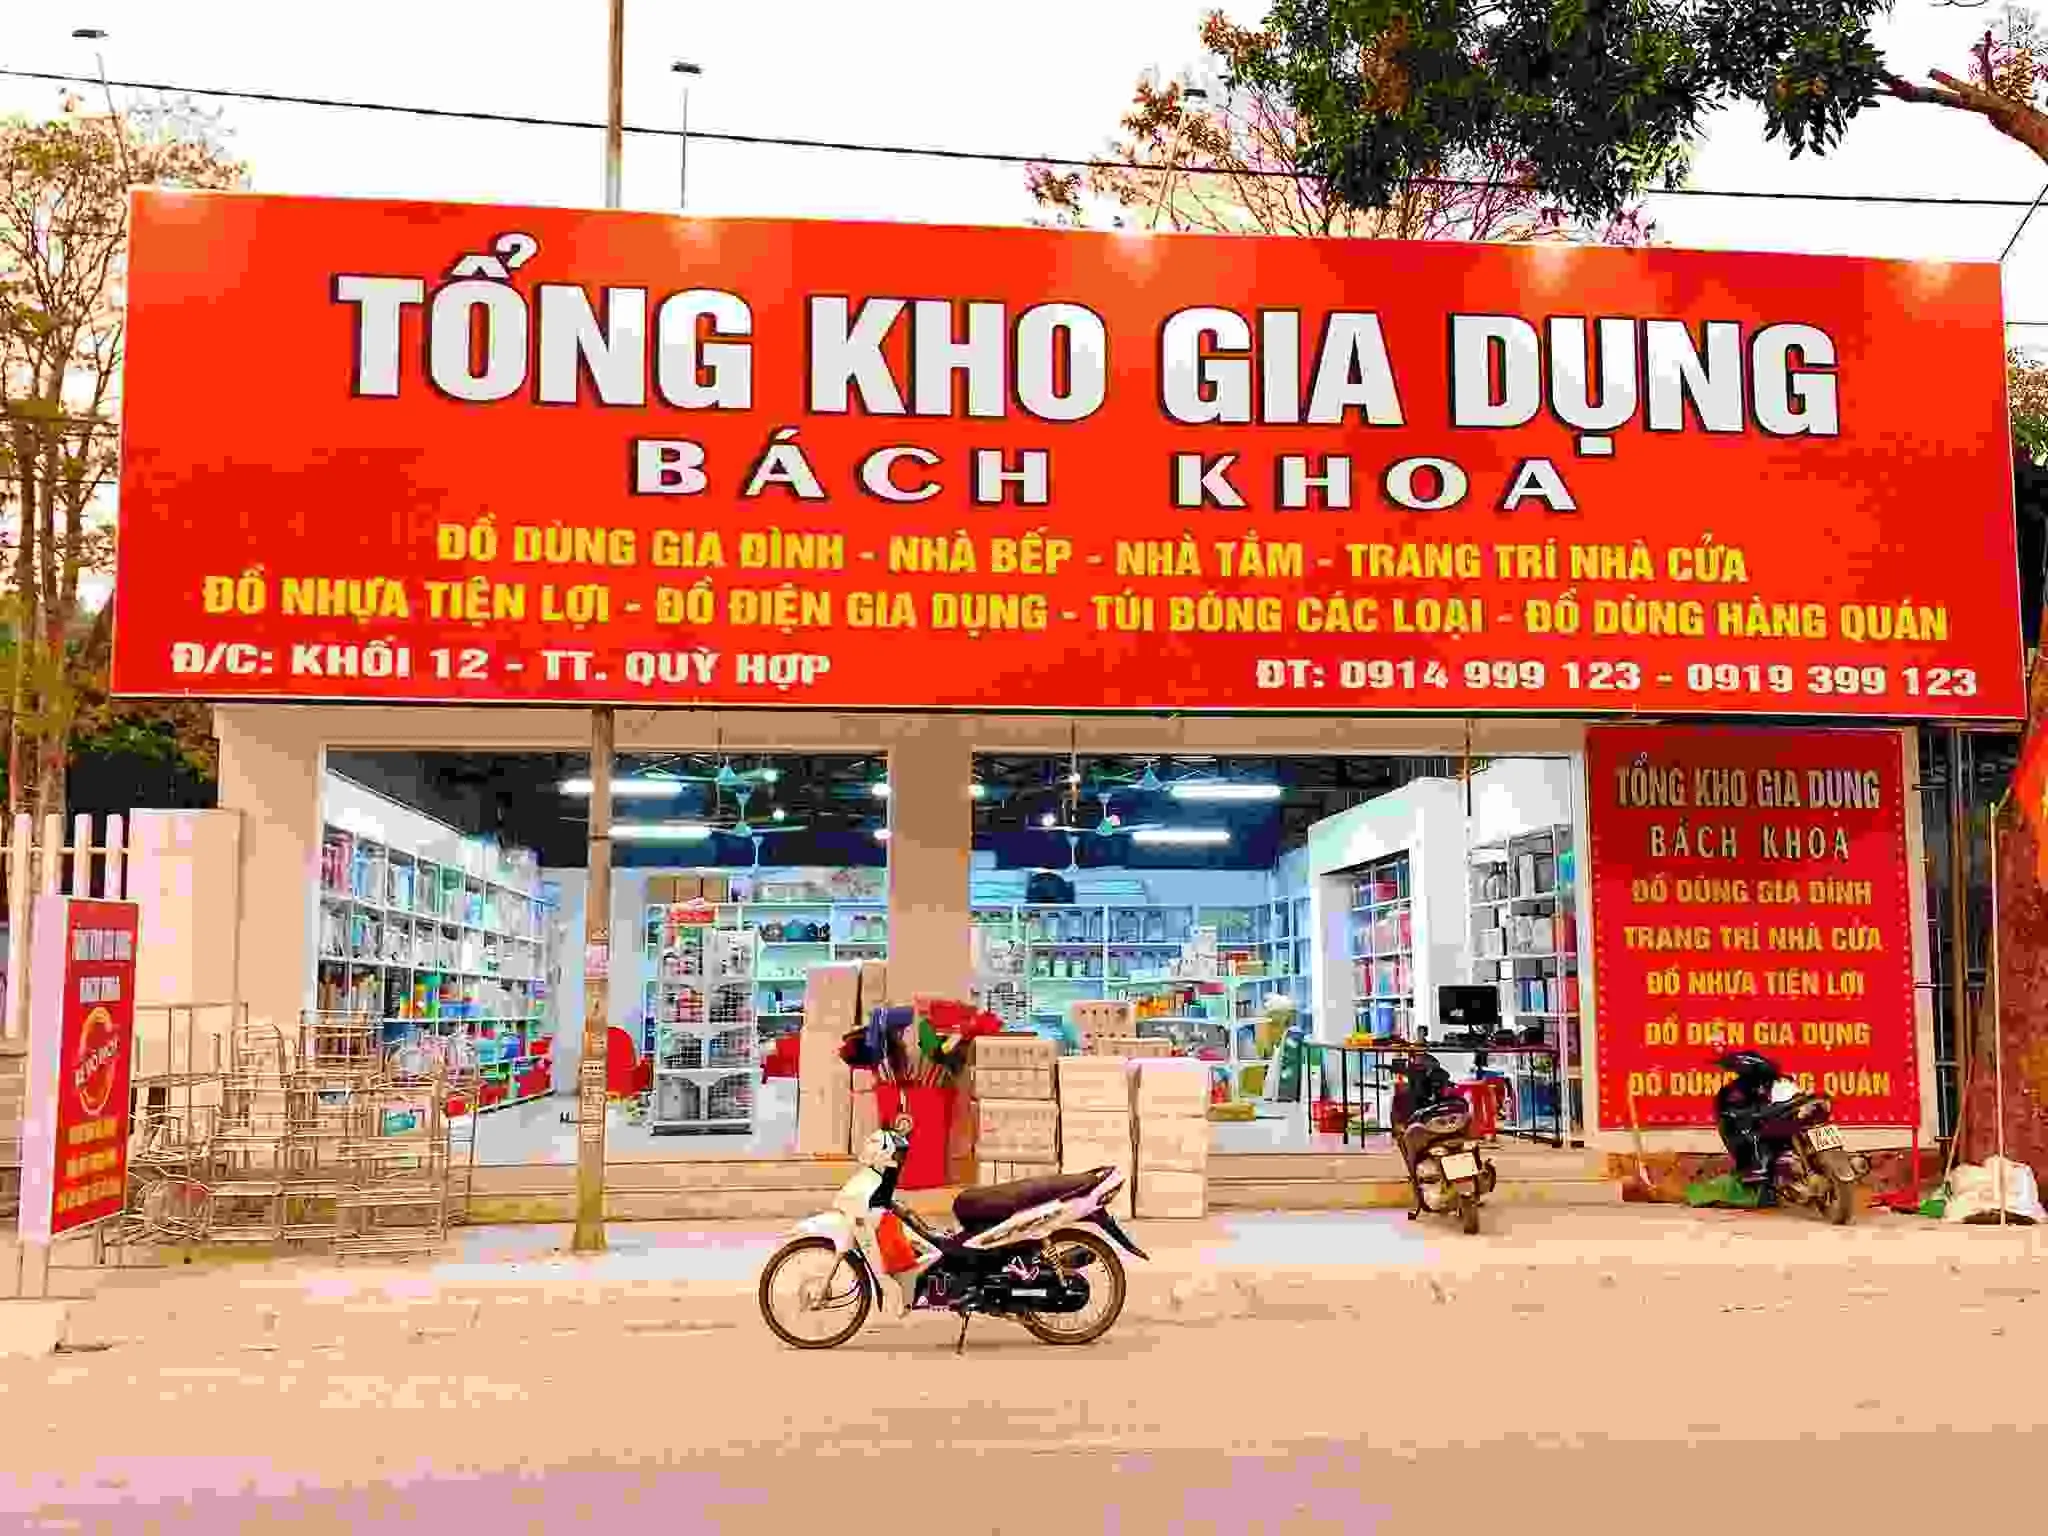 TỔNG KHO GIA DỤNG
BÁCH KHOA
ĐỒ DÙNG GIA ĐÌNH - NHÀ BẾP - NHÀ TẮM - TRANG TRÍ NHÀ CỬA
ĐỒ NHỰA TIỆN LỢI - ĐỒ ĐIỆN GIA DỤNG - TÚI BÓNG CÁC LOẠI - ĐỒ DÙNG HÀNG QUÁN
Đ/C: KHỐI 12 - TT. QUỲ HỢP
ĐT: 0914 999 123 - 0919 399 123
TỔNG KHO GIA DỤNG
BÁCH KHOA
ĐỒ DÙNG GIA ĐÌNH
TRANG TRÍ NHÀ CỬA
ĐỒ NHỰA TIỆN LỢI
ĐỒ ĐIỆN GIA DỤNG
ĐỒ DÙNG QUÁN